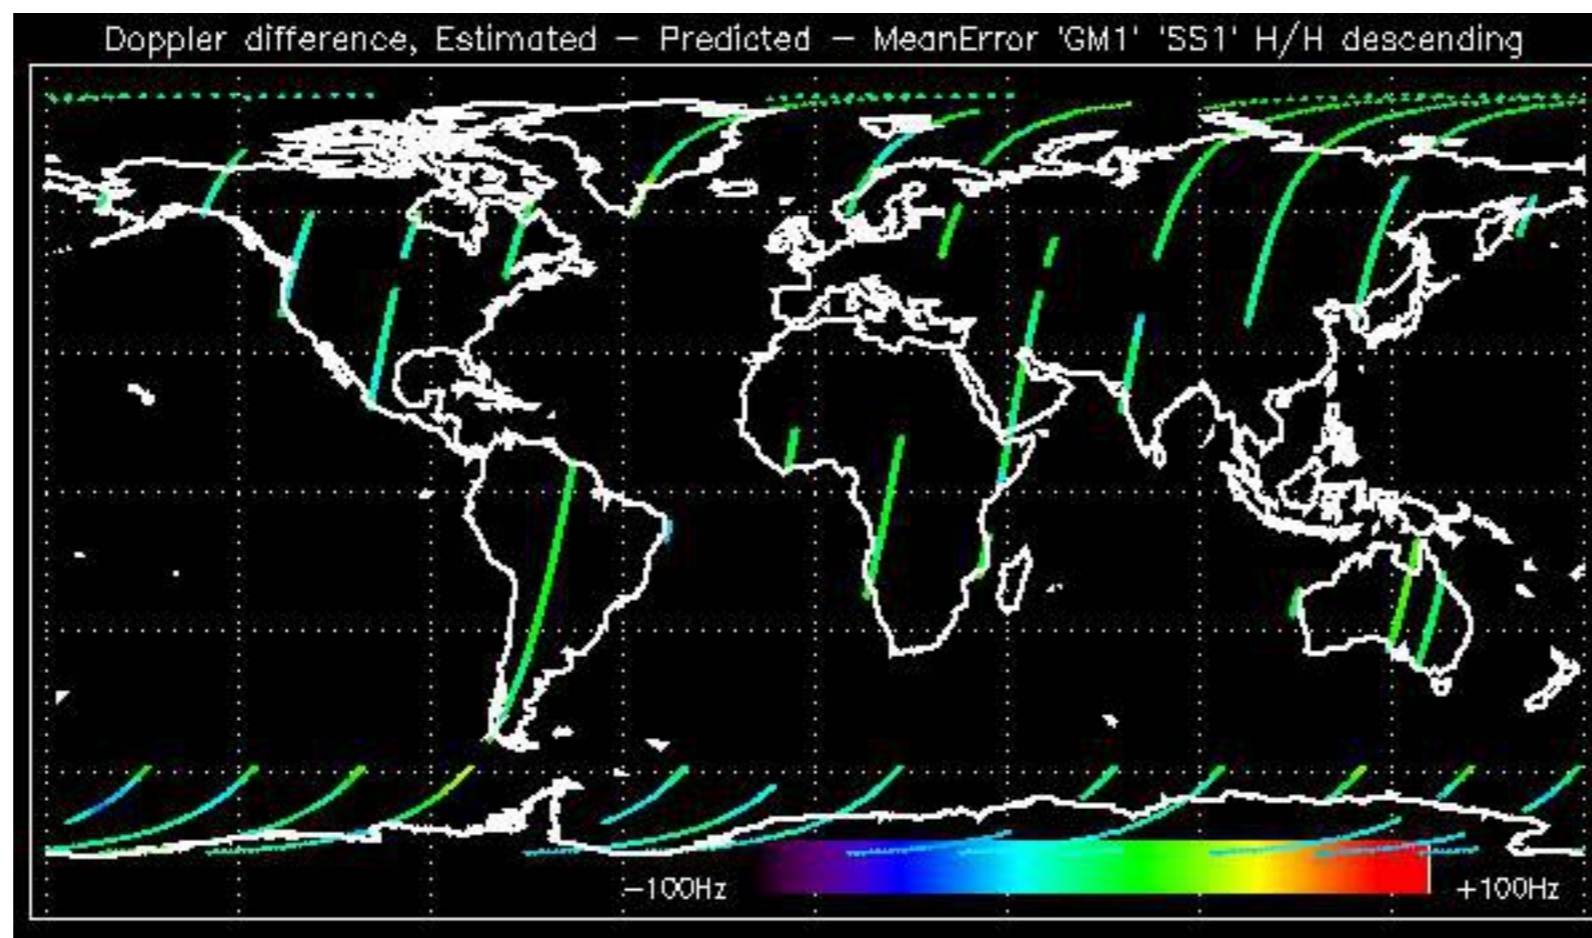 Doppler difference, Estimated – Predicted – MeanError 'GM1' 'SS1' H/H descending
-100Hz
+100Hz